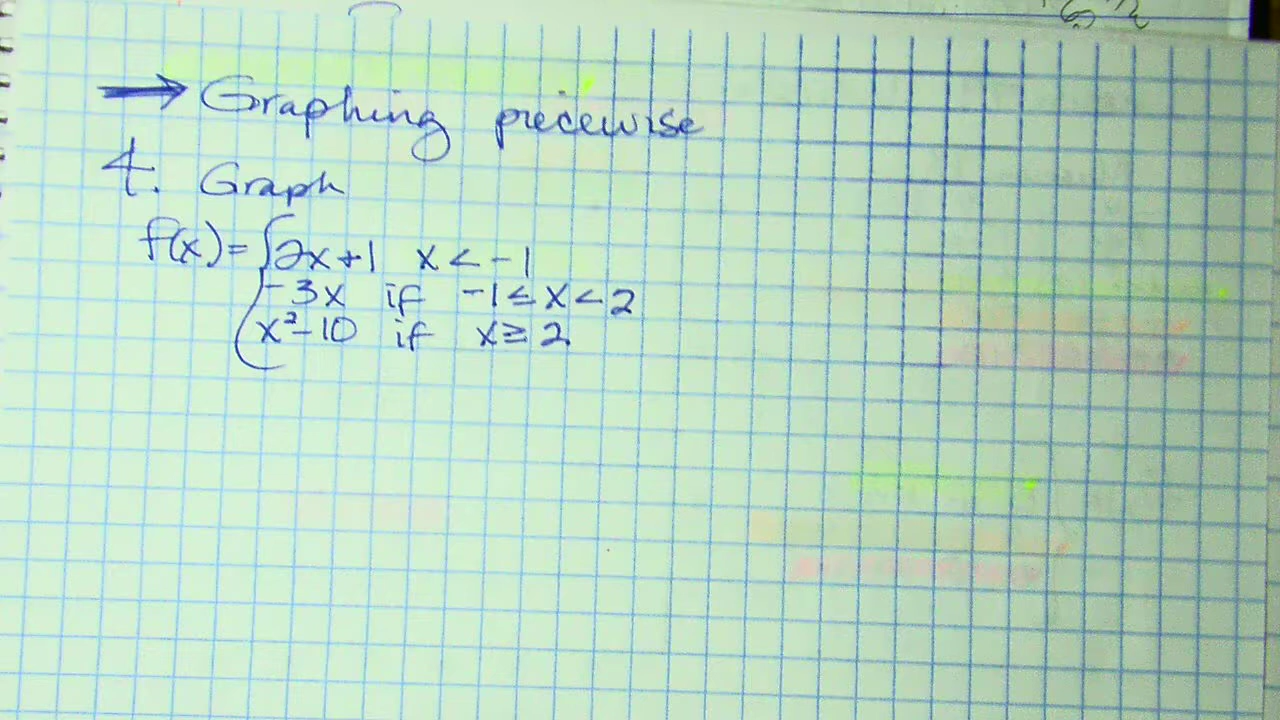 → Graphing piecewise
4. Graph
f(x) = { 2x+1 x < -1
-3x if -1 ≤ x < 2
x²-10 if x ≥ 2